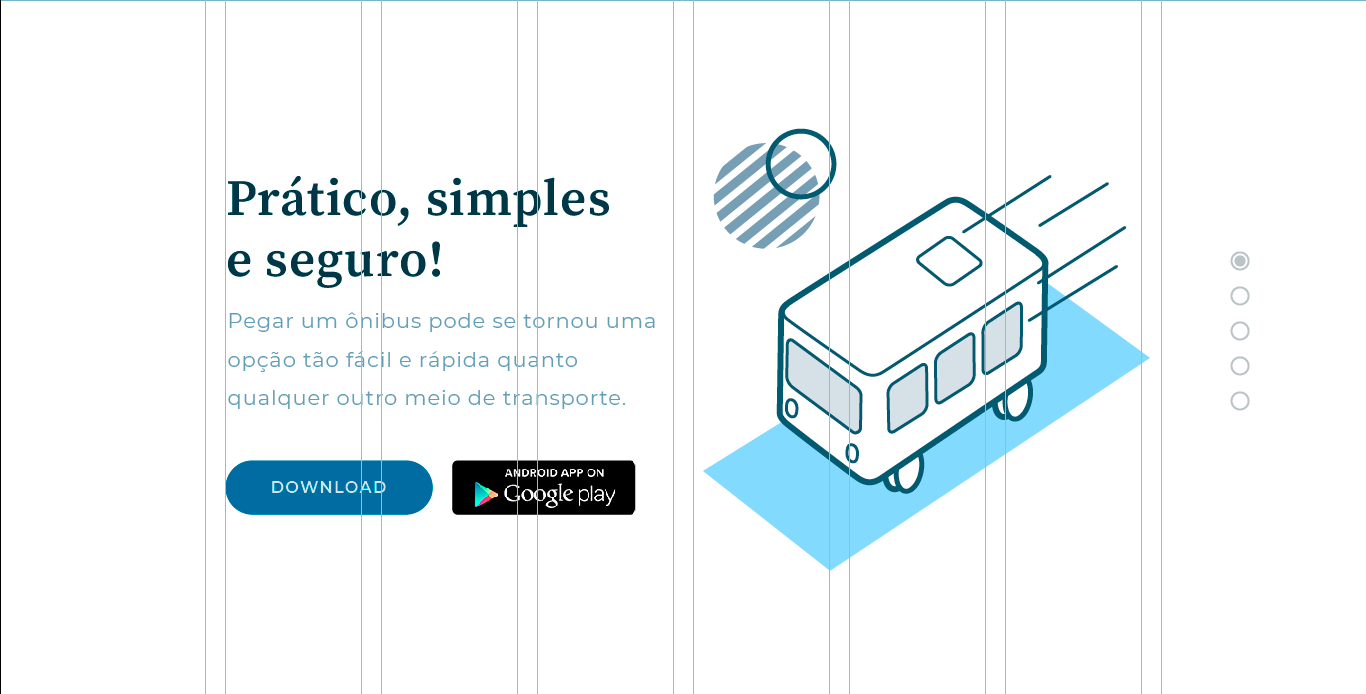 Prático, simples
e seguro!
Pegar um ônibus pode se tornou uma
opção tão fácil e rápida quanto
qualquer outro meio de transporte.
DOWNLOAD
ANDROID APP ON
Google play